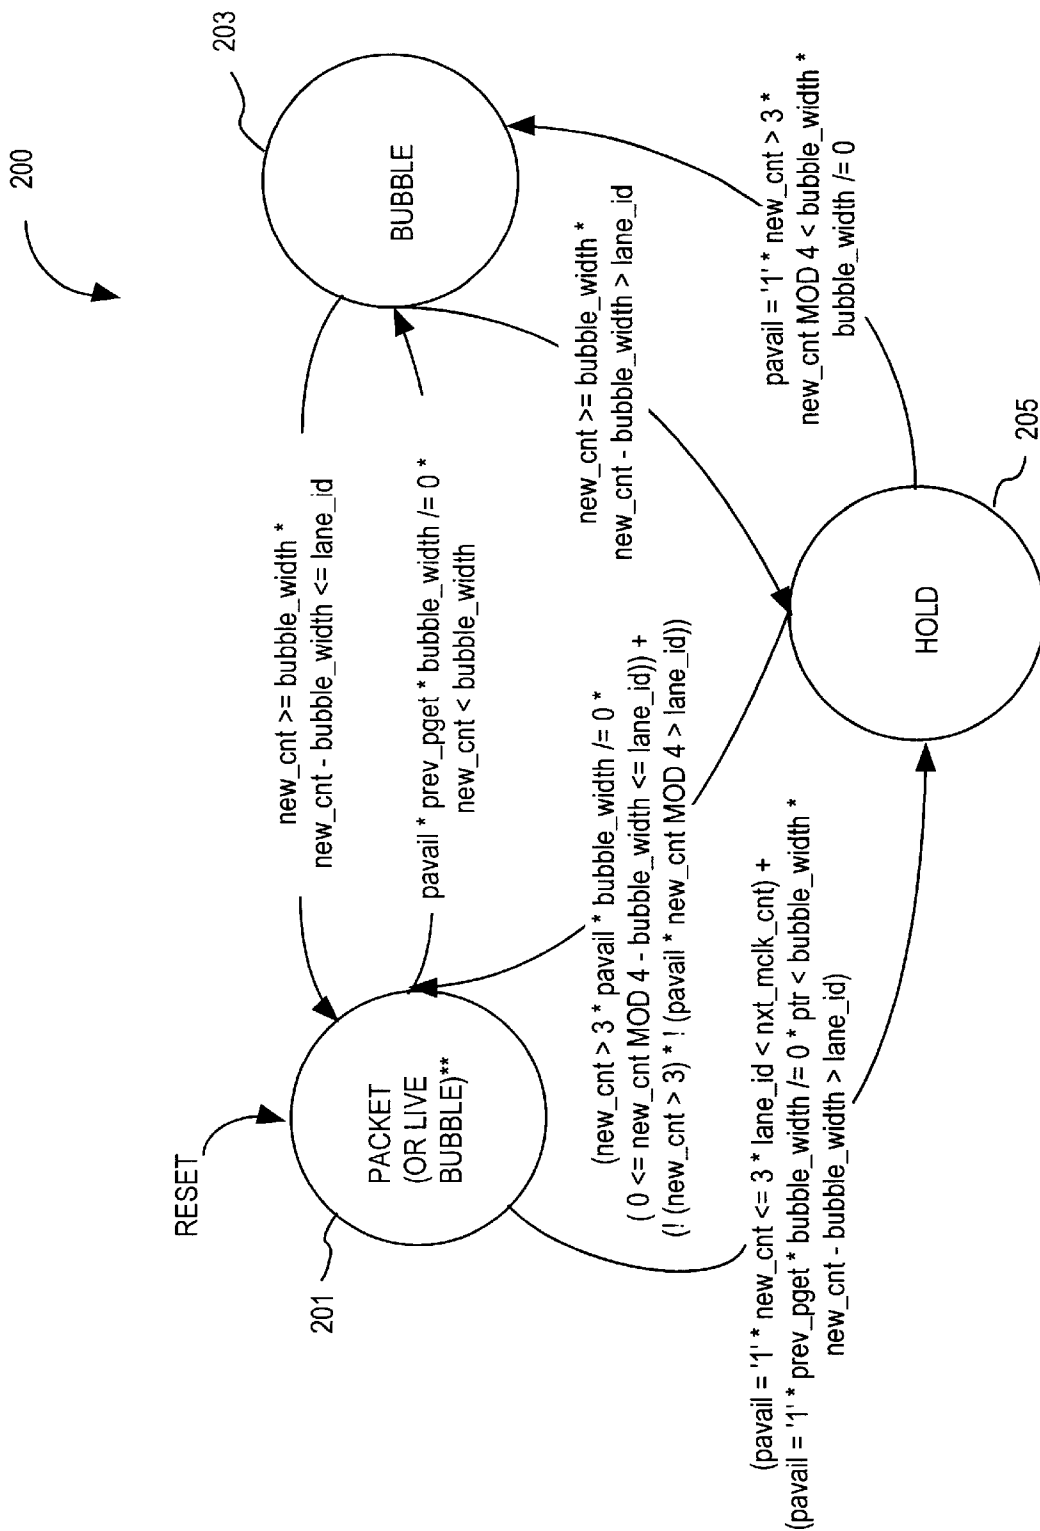 200
RESET
201
PACKET
(OR LIVE
BUBBLE)**
203
BUBBLE
new_cnt >= bubble_width *
new_cnt - bubble_width <= lane_id
pavail * prev_pget * bubble_width /= 0 *
new_cnt < bubble_width
new_cnt >= bubble_width *
new_cnt - bubble_width > lane_id
pavail = '1' * new_cnt > 3 *
new_cnt MOD 4 < bubble_width *
bubble_width /= 0
(new_cnt > 3 * pavail * bubble_width /= 0 *
( 0 <= new_cnt MOD 4 - bubble_width <= lane_id)) +
(! (new_cnt > 3) * ! (pavail * new_cnt MOD 4 > lane_id))
HOLD
205
(pavail = '1' * new_cnt <= 3 * lane_id < nxt_mclk_cnt) +
(pavail = '1' * prev_pget * bubble_width /= 0 * ptr < bubble_width *
new_cnt - bubble_width > lane_id)